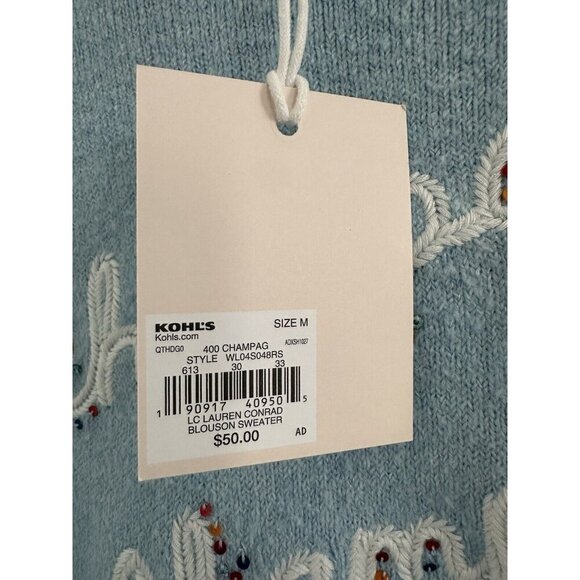 KOHL'S SIZE M
Kohls.com
QTHDG0 400 CHAMPAG A0XSH1027
STYLE WL04S048RS
613 30 33
1 90917 40950 5
LC LAUREN CONRAD
BLOUSON SWEATER
$50.00 AD